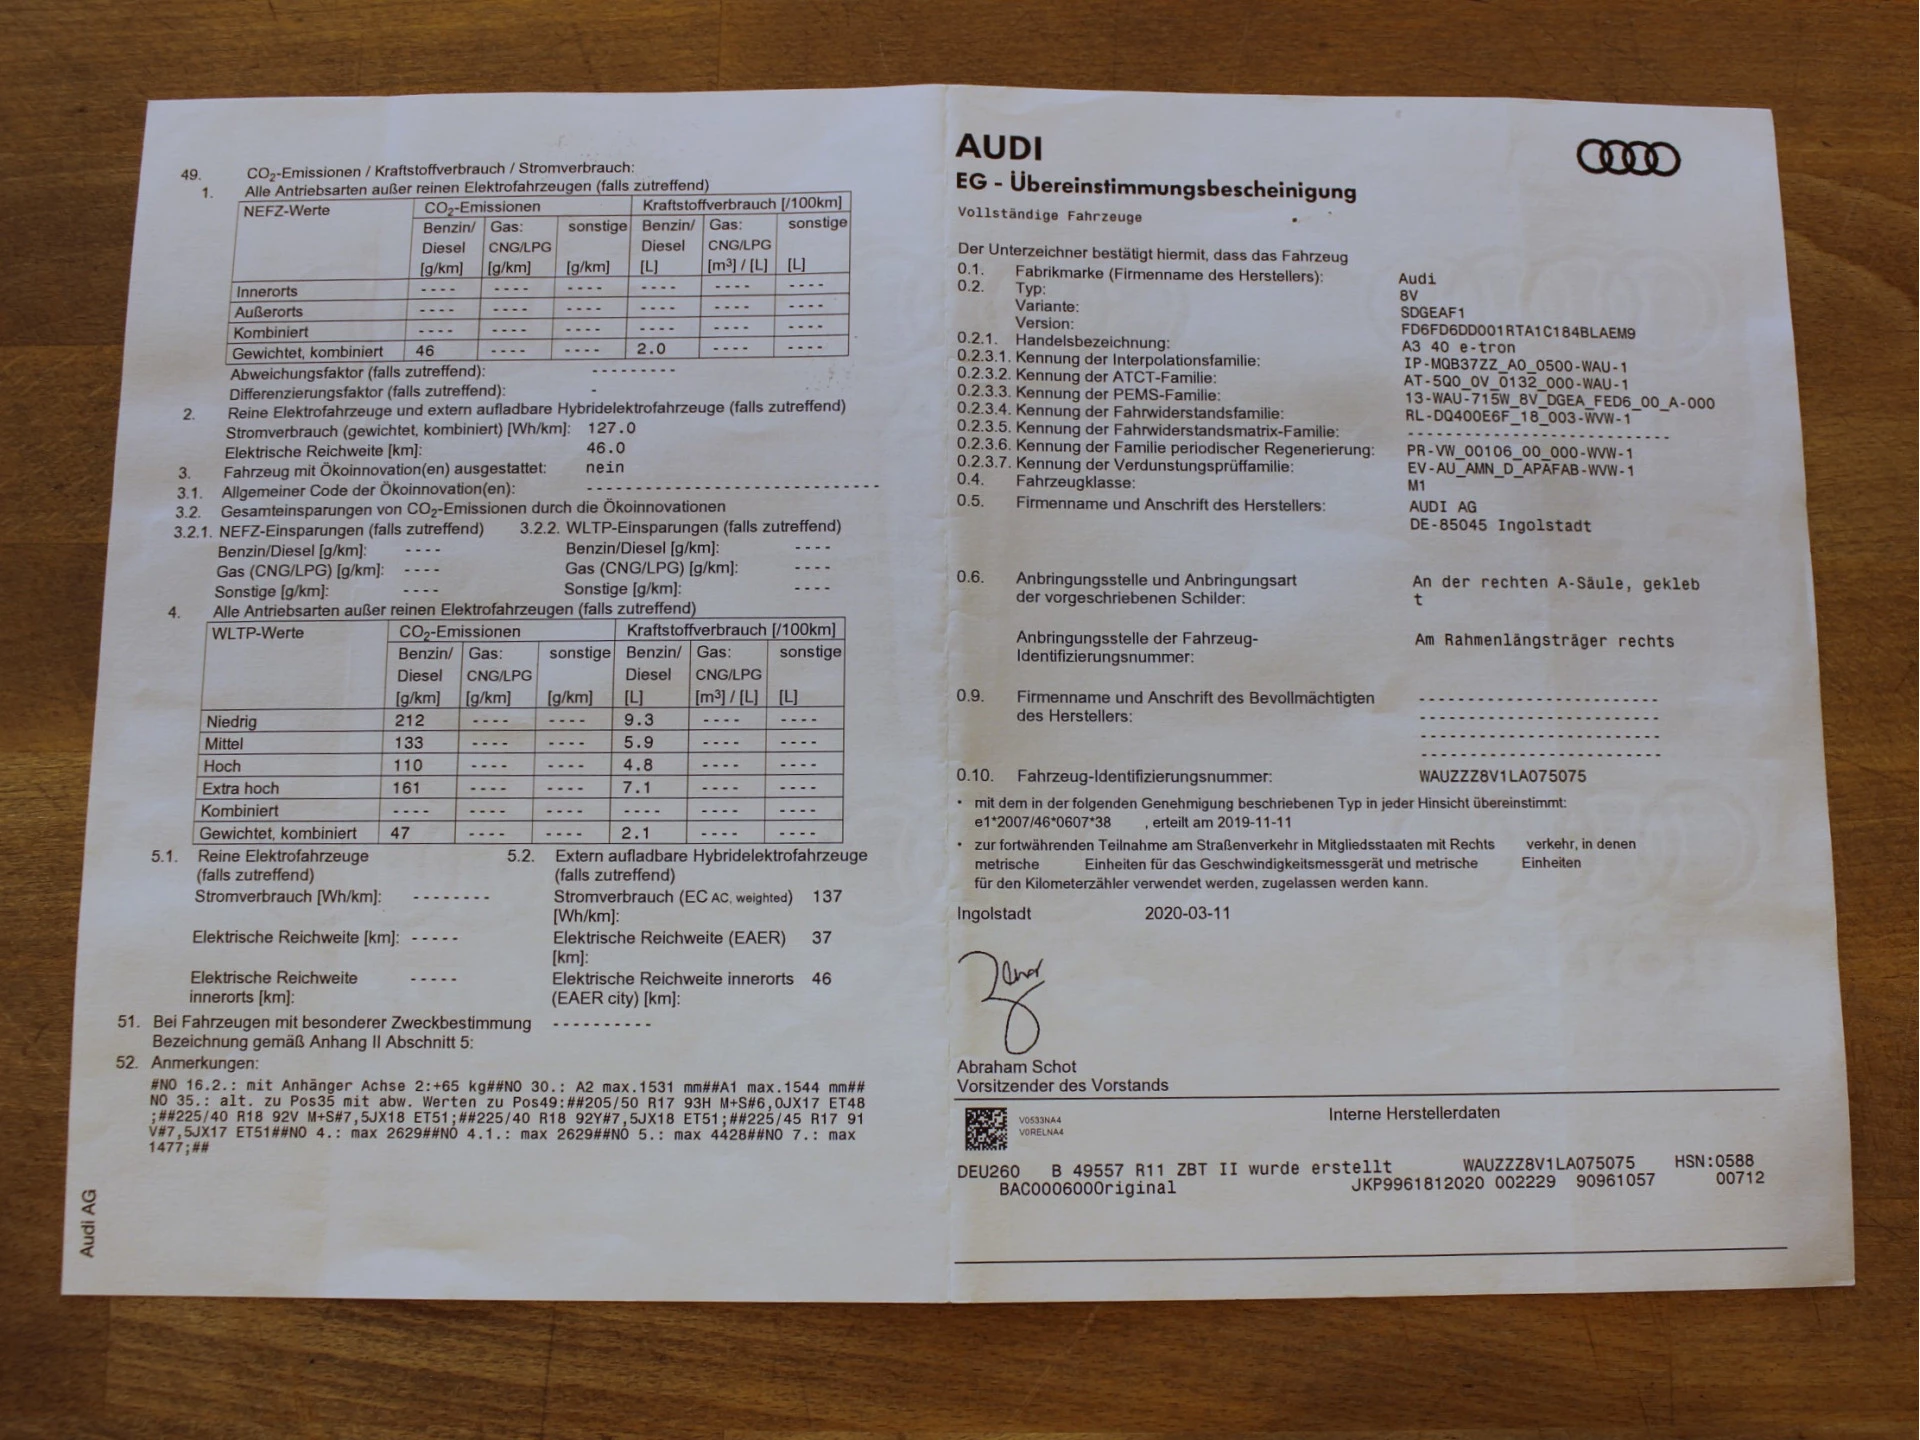 49. CO₂-Emissionen / Kraftstoffverbrauch / Stromverbrauch:
1. Alle Antriebsarten außer reinen Elektrofahrzeugen (falls zutreffend)
NEFZ-Werte CO₂-Emissionen Kraftstoffverbrauch [/100km]
Benzin/ Gas: sonstige Benzin/ Gas: sonstige
Diesel CNG/LPG Diesel CNG/LPG
[g/km] [g/km] [g/km] [L] [m³] / [L] [L]
Innerorts ---- ---- ---- ---- ---- ----
Außerorts ---- ---- ---- ---- ---- ----
Kombiniert ---- ---- ---- ---- ---- ----
Gewichtet, kombiniert 46 ---- ---- 2.0 ---- ----
Abweichungsfaktor (falls zutreffend): ---------
Differenzierungsfaktor (falls zutreffend): -
2. Reine Elektrofahrzeuge und extern aufladbare Hybridelektrofahrzeuge (falls zutreffend)
Stromverbrauch (gewichtet, kombiniert) [Wh/km]: 127.0
Elektrische Reichweite [km]: 46.0
3. Fahrzeug mit Ökoinnovation(en) ausgestattet: nein
3.1. Allgemeiner Code der Ökoinnovation(en): ------------------------------
3.2. Gesamteinsparungen von CO₂-Emissionen durch die Ökoinnovationen
3.2.1. NEFZ-Einsparungen (falls zutreffend) 3.2.2. WLTP-Einsparungen (falls zutreffend)
Benzin/Diesel [g/km]: ---- Benzin/Diesel [g/km]: ----
Gas (CNG/LPG) [g/km]: ---- Gas (CNG/LPG) [g/km]: ----
Sonstige [g/km]: ---- Sonstige [g/km]: ----
4. Alle Antriebsarten außer reinen Elektrofahrzeugen (falls zutreffend)
WLTP-Werte CO₂-Emissionen Kraftstoffverbrauch [/100km]
Benzin/ Gas: sonstige Benzin/ Gas: sonstige
Diesel CNG/LPG Diesel CNG/LPG
[g/km] [g/km] [g/km] [L] [m³] / [L] [L]
Niedrig 212 ---- ---- 9.3 ---- ----
Mittel 133 ---- ---- 5.9 ---- ----
Hoch 110 ---- ---- 4.8 ---- ----
Extra hoch 161 ---- ---- 7.1 ---- ----
Kombiniert ---- ---- ---- ---- ---- ----
Gewichtet, kombiniert 47 ---- ---- 2.1 ---- ----
5.1. Reine Elektrofahrzeuge 5.2. Extern aufladbare Hybridelektrofahrzeuge
(falls zutreffend) (falls zutreffend)
Stromverbrauch [Wh/km]: -------- Stromverbrauch (EC AC, weighted) 137
[Wh/km]:
Elektrische Reichweite [km]: ----- Elektrische Reichweite (EAER) 37
[km]:
Elektrische Reichweite ----- Elektrische Reichweite innerorts 46
innerorts [km]: (EAER city) [km]:
51. Bei Fahrzeugen mit besonderer Zweckbestimmung ----------
Bezeichnung gemäß Anhang II Abschnitt 5:
52. Anmerkungen:
#NO 16.2.: mit Anhänger Achse 2:+65 kg##NO 30.: A2 max.1531 mm##A1 max.1544 mm##
NO 35.: alt. zu Pos35 mit abw. Werten zu Pos49:##205/50 R17 93H M+S#6,0JX17 ET48
;##225/40 R18 92V M+S#7,5JX18 ET51;##225/40 R18 92Y#7,5JX18 ET51;##225/45 R17 91
V#7,5JX17 ET51##NO 4.: max 2629##NO 4.1.: max 2629##NO 5.: max 4428##NO 7.: max
1477;##
Audi AG
AUDI
EG - Übereinstimmungsbescheinigung
Vollständige Fahrzeuge
Der Unterzeichner bestätigt hiermit, dass das Fahrzeug
0.1. Fabrikmarke (Firmenname des Herstellers): Audi
0.2. Typ: 8V
Variante: SDGEAF1
Version: FD6FD6DD001RTA1C184BLAEM9
0.2.1. Handelsbezeichnung: A3 40 e-tron
0.2.3.1. Kennung der Interpolationsfamilie: IP-MQB37ZZ_A0_0500-WAU-1
0.2.3.2. Kennung der ATCT-Familie: AT-5Q0_0V_0132_000-WAU-1
0.2.3.3. Kennung der PEMS-Familie: 13-WAU-715W_8V_DGEA_FED6_00_A-000
0.2.3.4. Kennung der Fahrwiderstandsfamilie: RL-DQ400E6F_18_003-WVW-1
0.2.3.5. Kennung der Fahrwiderstandsmatrix-Familie: ---------------------------
0.2.3.6. Kennung der Familie periodischer Regenerierung: PR-VW_00106_00_000-WVW-1
0.2.3.7. Kennung der Verdunstungsprüffamilie: EV-AU_AMN_D_APAFAB-WVW-1
0.4. Fahrzeugklasse: M1
0.5. Firmenname und Anschrift des Herstellers: AUDI AG
DE-85045 Ingolstadt
0.6. Anbringungsstelle und Anbringungsart An der rechten A-Säule, gekleb
der vorgeschriebenen Schilder: t
Anbringungsstelle der Fahrzeug- Am Rahmenlängsträger rechts
Identifizierungsnummer:
0.9. Firmenname und Anschrift des Bevollmächtigten -------------------------
des Herstellers: -------------------------
-------------------------
-------------------------
0.10. Fahrzeug-Identifizierungsnummer: WAUZZZ8V1LA075075
• mit dem in der folgenden Genehmigung beschriebenen Typ in jeder Hinsicht übereinstimmt:
e1*2007/46*0607*38 , erteilt am 2019-11-11
• zur fortwährenden Teilnahme am Straßenverkehr in Mitgliedsstaaten mit Rechts verkehr, in denen
metrische Einheiten für das Geschwindigkeitsmessgerät und metrische Einheiten
für den Kilometerzähler verwendet werden, zugelassen werden kann.
Ingolstadt 2020-03-11
Abraham Schot
Vorsitzender des Vorstands
Interne Herstellerdaten
V0533NA4
V0RELNA4
DEU260 B 49557 R11 ZBT II wurde erstellt WAUZZZ8V1LA075075 HSN:0588
BAC0006000riginal JKP9961812020 002229 90961057 00712